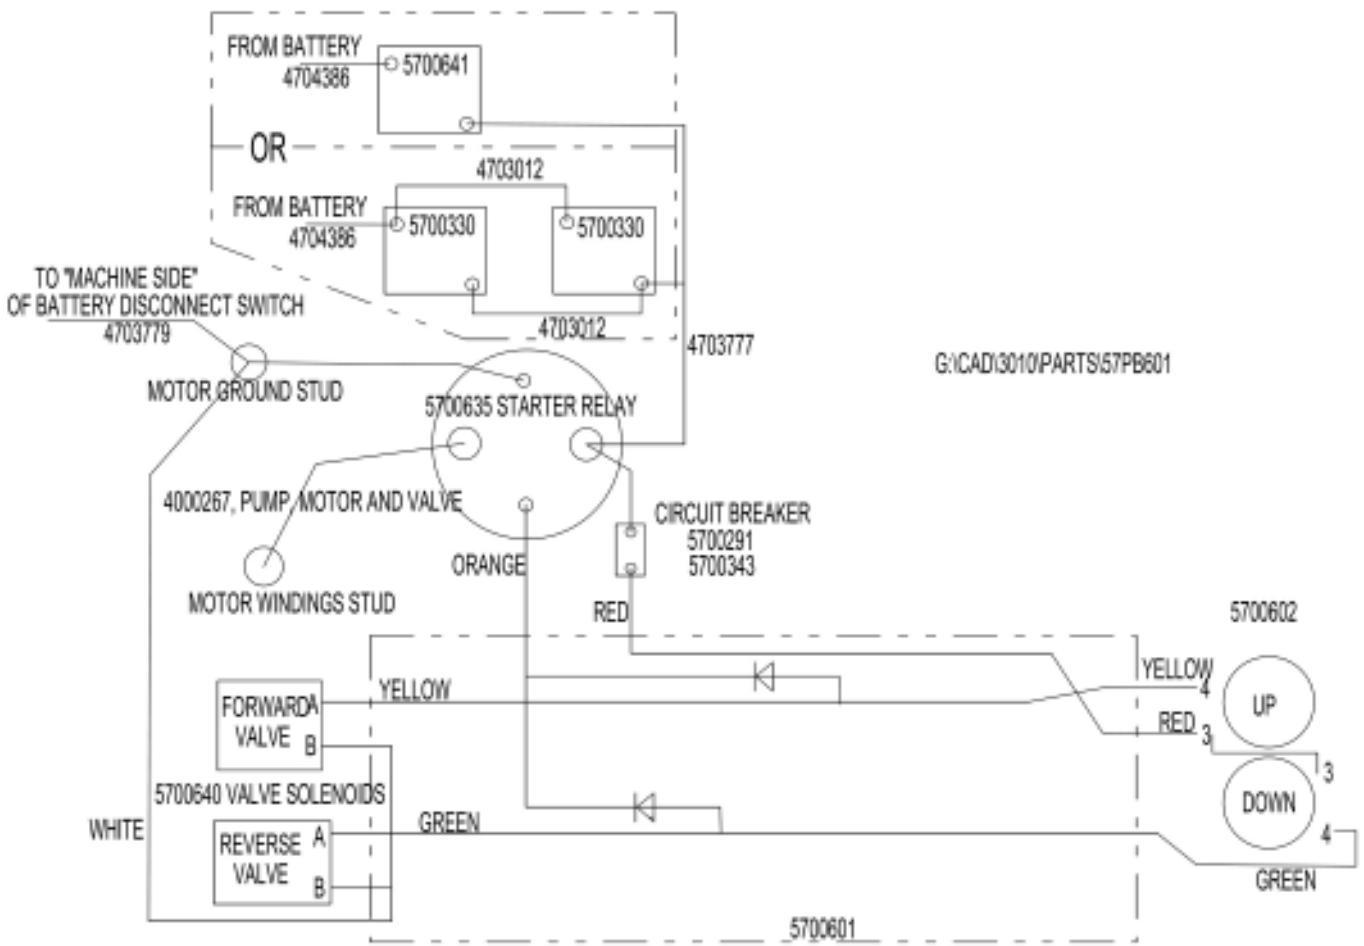 FROM BATTERY
4704386
5700641
OR
4703012
FROM BATTERY
4704386
5700330
5700330
TO "MACHINE SIDE"
OF BATTERY DISCONNECT SWITCH
4703779
4703012
4703777
G:\CAD\3010\PARTS\57PB601
MOTOR GROUND STUD
5700635 STARTER RELAY
4000267, PUMP, MOTOR AND VALVE
CIRCUIT BREAKER
5700291
5700343
ORANGE
MOTOR WINDINGS STUD
RED
5700602
YELLOW
4
YELLOW
FORWARD A
VALVE B
UP
RED 3
3
5700640 VALVE SOLENOIDS
DOWN
WHITE
GREEN
REVERSE A
VALVE B
4
GREEN
5700601